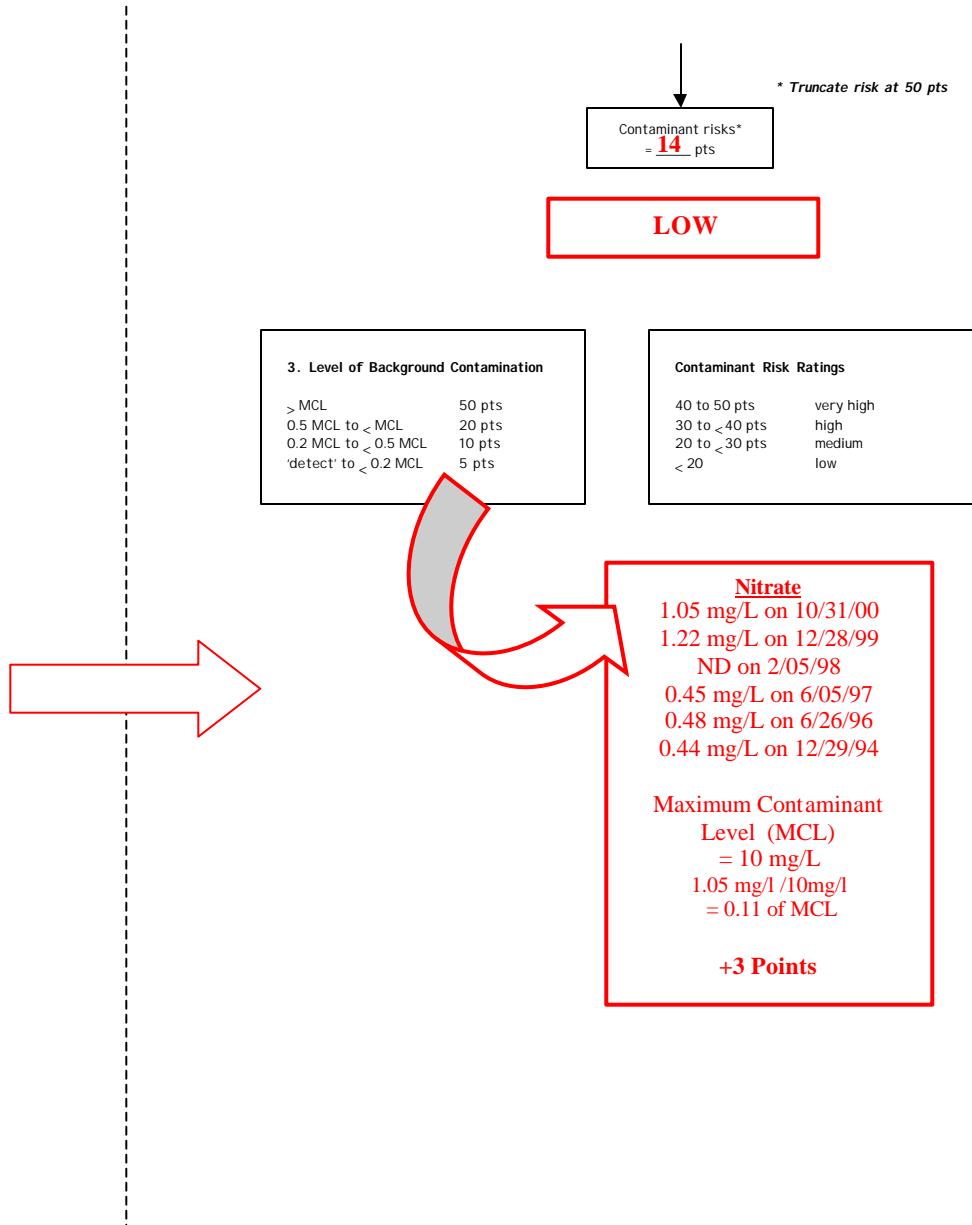 * Truncate risk at 50 pts
Contaminant risks*
= 14 pts
LOW
3. Level of Background Contamination
> MCL 50 pts
0.5 MCL to < MCL 20 pts
0.2 MCL to < 0.5 MCL 10 pts
'detect' to < 0.2 MCL 5 pts
Contaminant Risk Ratings
40 to 50 pts very high
30 to < 40 pts high
20 to < 30 pts medium
< 20 low
Nitrate
1.05 mg/L on 10/31/00
1.22 mg/L on 12/28/99
ND on 2/05/98
0.45 mg/L on 6/05/97
0.48 mg/L on 6/26/96
0.44 mg/L on 12/29/94
Maximum Contaminant
Level (MCL)
= 10 mg/L
1.05 mg/l /10mg/l
= 0.11 of MCL
+3 Points